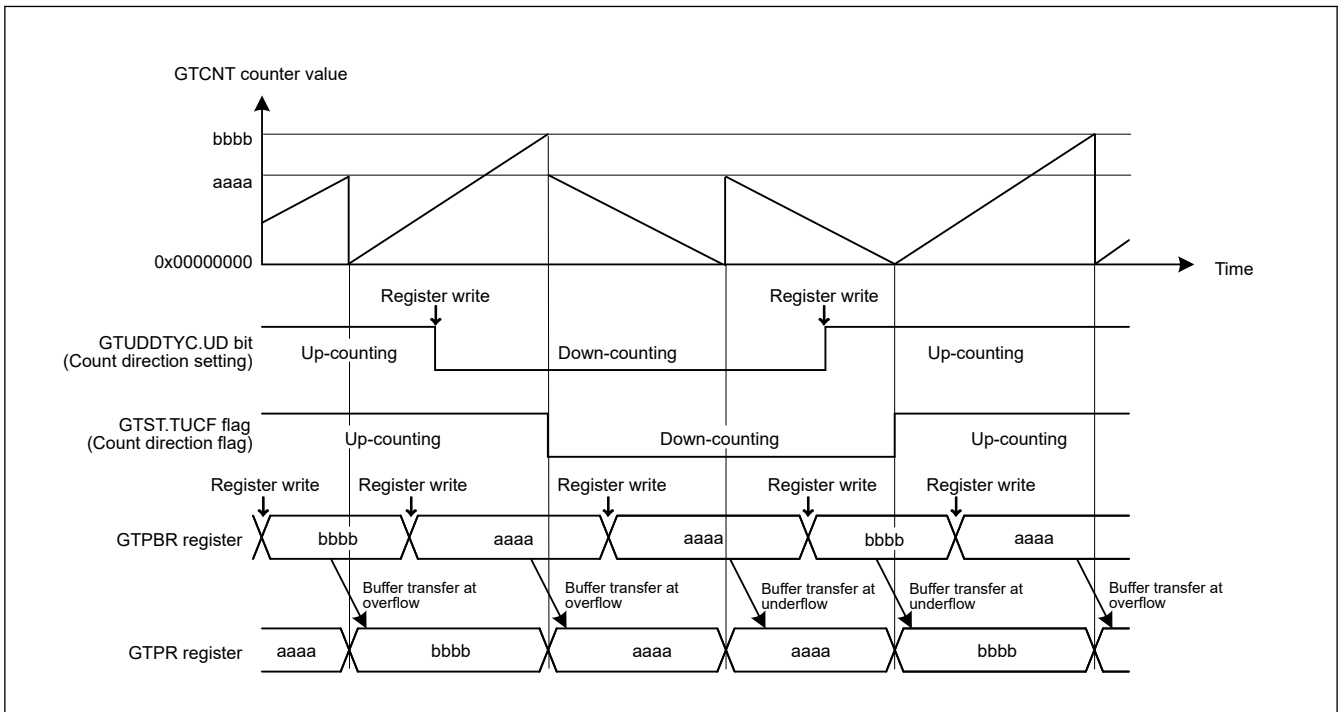 GTCNT counter value
bbbb
aaaa
0x00000000
Time
Register write
Register write
GTUDDTYC.UD bit
(Count direction setting)
Up-counting
Down-counting
Up-counting
GTST.TUCF flag
(Count direction flag)
Up-counting
Down-counting
Up-counting
Register write
Register write
Register write
Register write
Register write
GTPBR register
bbbb
aaaa
aaaa
bbbb
aaaa
Buffer transfer at
overflow
Buffer transfer at
overflow
Buffer transfer at
underflow
Buffer transfer at
underflow
Buffer transfer at
overflow
GTPR register
aaaa
bbbb
aaaa
aaaa
bbbb